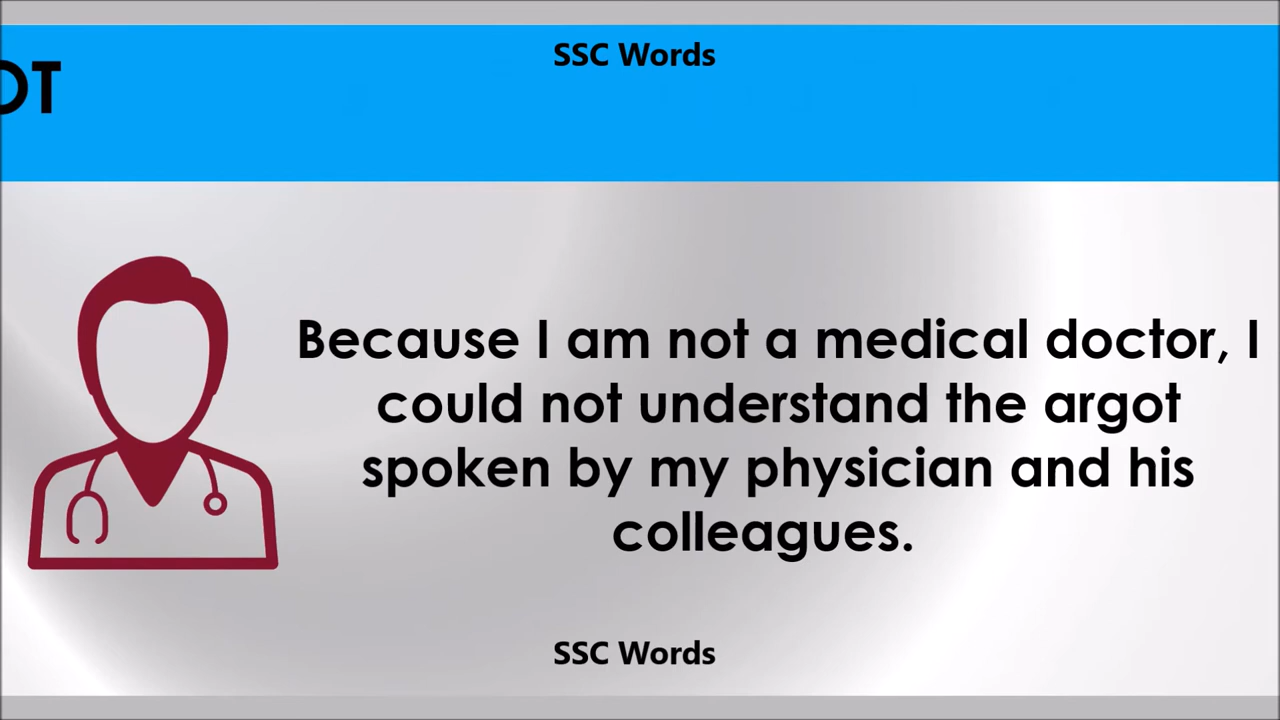 SSC Words
OT
Because I am not a medical doctor, I
could not understand the argot
spoken by my physician and his
colleagues.
SSC Words